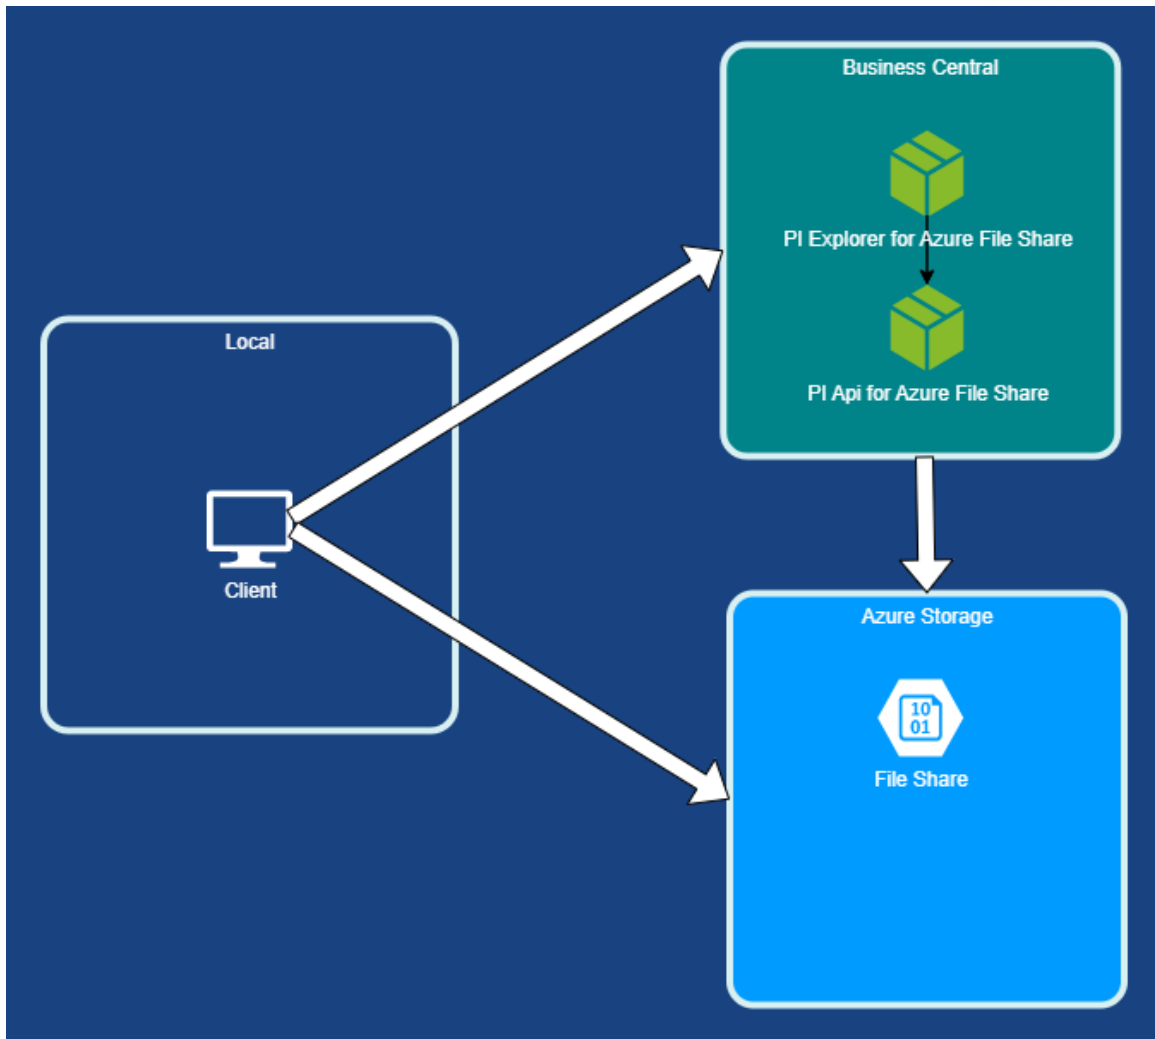 Business Central
PI Explorer for Azure File Share
PI Api for Azure File Share
Local
Client
Azure Storage
10
01
File Share